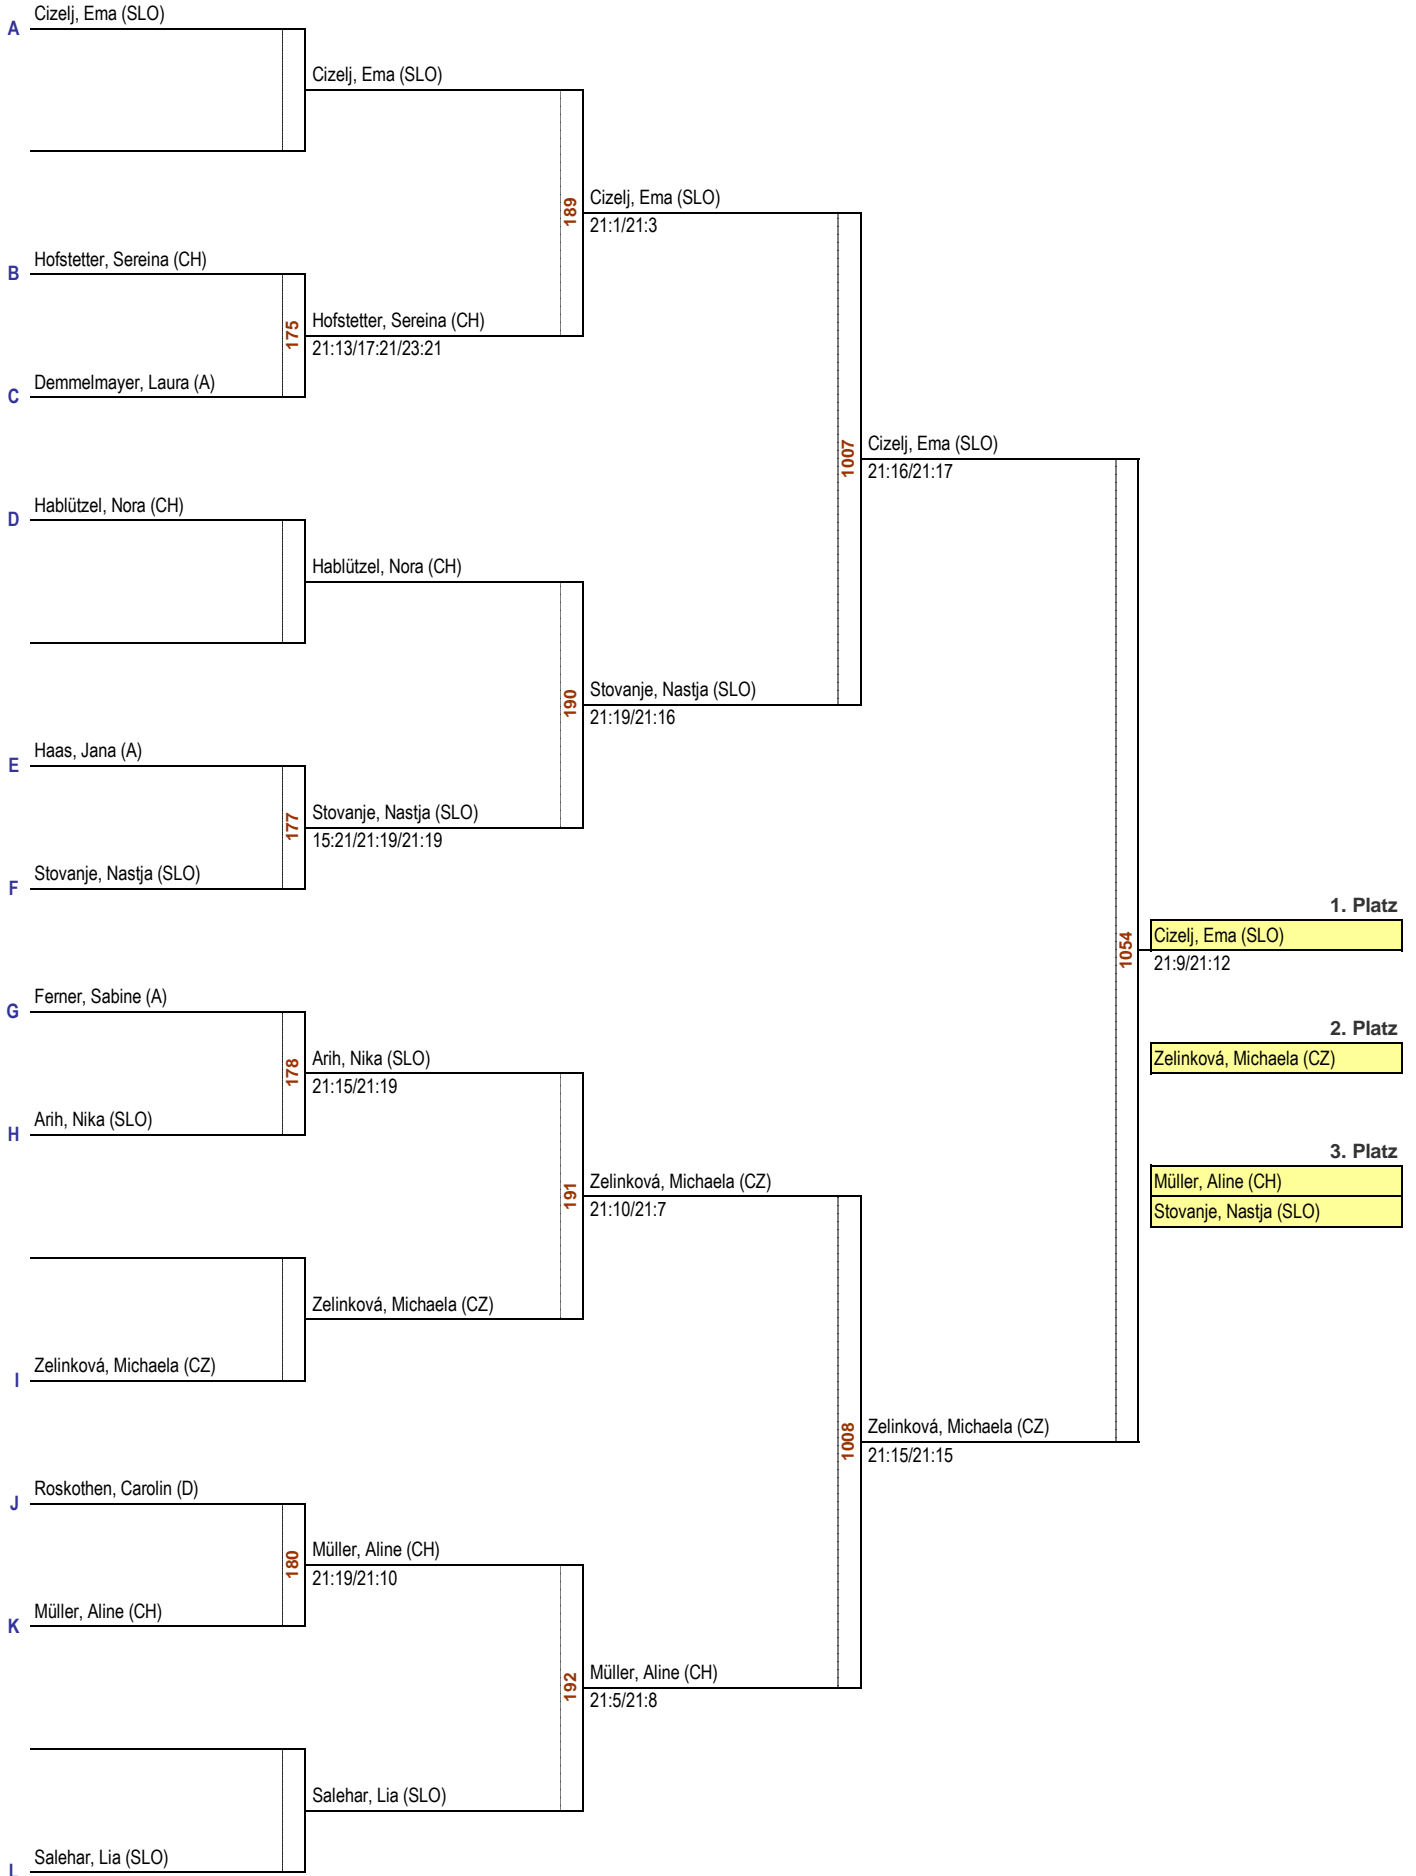 Cizelj, Ema (SLO)
A
Cizelj, Ema (SLO)
189
Cizelj, Ema (SLO)
21:1/21:3
Hofstetter, Sereina (CH)
B
175
Hofstetter, Sereina (CH)
21:13/17:21/23:21
Demmelmayer, Laura (A)
C
1007
Cizelj, Ema (SLO)
21:16/21:17
Hablützel, Nora (CH)
D
Hablützel, Nora (CH)
190
Stovanje, Nastja (SLO)
21:19/21:16
Haas, Jana (A)
E
177
Stovanje, Nastja (SLO)
15:21/21:19/21:19
Stovanje, Nastja (SLO)
F
1. Platz
1054
Cizelj, Ema (SLO)
21:9/21:12
Ferner, Sabine (A)
G
2. Platz
Zelinková, Michaela (CZ)
178
Arih, Nika (SLO)
21:15/21:19
Arih, Nika (SLO)
H
3. Platz
Müller, Aline (CH)
Stovanje, Nastja (SLO)
191
Zelinková, Michaela (CZ)
21:10/21:7
Zelinková, Michaela (CZ)
Zelinková, Michaela (CZ)
I
1008
Zelinková, Michaela (CZ)
21:15/21:15
Roskothen, Carolin (D)
J
180
Müller, Aline (CH)
21:19/21:10
Müller, Aline (CH)
K
192
Müller, Aline (CH)
21:5/21:8
Salehar, Lia (SLO)
Salehar, Lia (SLO)
L